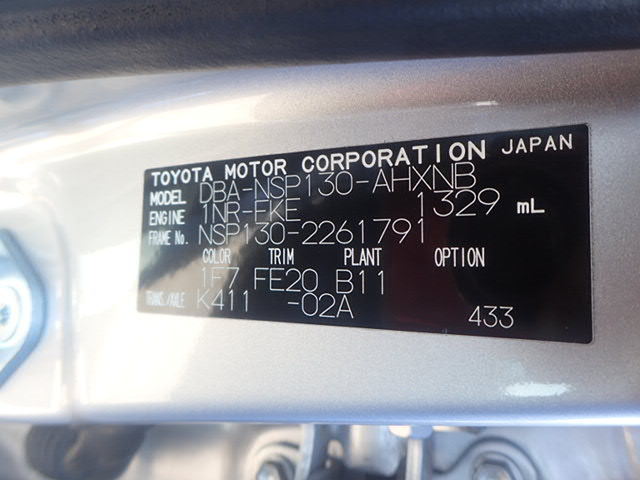 TOYOTA MOTOR CORPORATION JAPAN
MODEL DBA-NSP130-AHXNB
ENGINE 1NR-FKE 1329 mL
FRAME No. NSP130-2261791
COLOR TRIM PLANT OPTION
1F7 FE20 B11
TRANS./AXLE K411 -02A
433